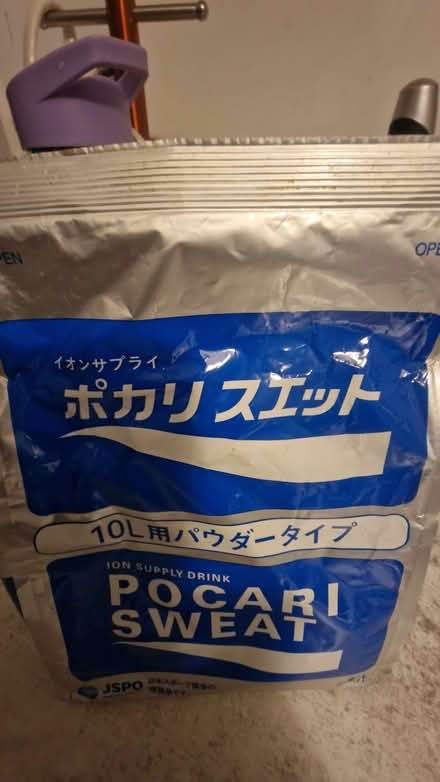 OPEN
イオンサプライ
ポカリスエット
10L用パウダータイプ
ION SUPPLY DRINK
POCARI
SWEAT
JSPO